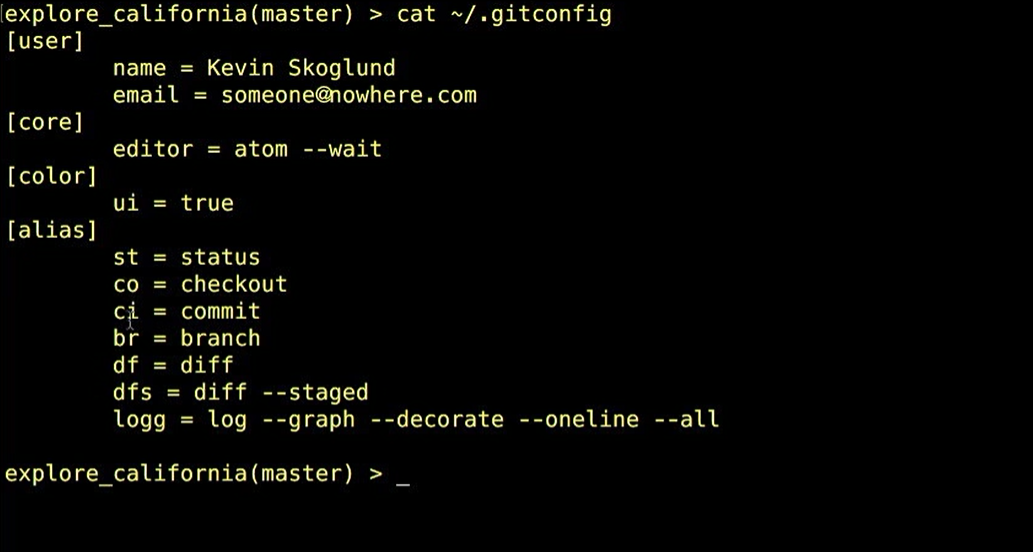 explore_california(master) > cat ~/.gitconfig
[user]
name = Kevin Skoglund
email = someone@nowhere.com
[core]
editor = atom --wait
[color]
ui = true
[alias]
st = status
co = checkout
ci = commit
br = branch
df = diff
dfs = diff --staged
logg = log --graph --decorate --oneline --all
explore_california(master) > _